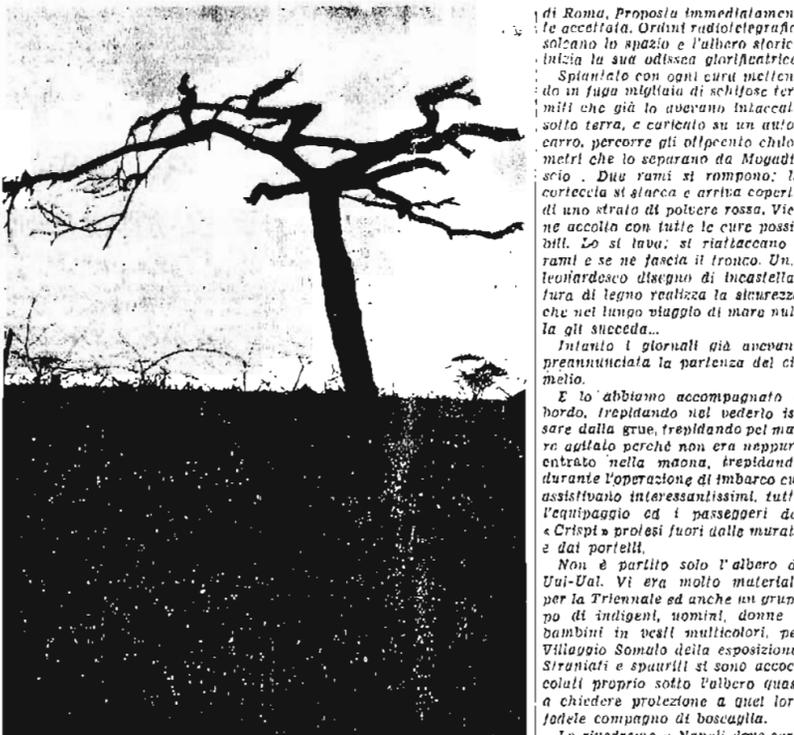 di Roma. Proposta immediatamen
te accettata. Ordini radiotelegrafic
solcano lo spazio e l'albero storic
inizia la sua odissea glorificatrice
Spiantato con ogni cura metten
do in fuga migliaia di schifose ter
miti che già lo avevano intaccat
sotto terra, e caricato su un auto
carro, percorre gli ottocento chilo
metri che lo separano da Mogadi
scio . Due rami si rompono; l
corteccia si stacca e arriva copert
di uno strato di polvere rossa. Vie
ne accolto con tutte le cure possi
bili. Lo si lava; si riattaccano
rami e se ne fascia il tronco. Un
leonardesco disegno di incastella
tura di legno realizza la sicurezz
che nel lungo viaggio di mare nul
la gli succeda...
Intanto i giornali già avevan
preannunciata la partenza del ci
melio.
E lo abbiamo accompagnato
bordo, trepidando nel vederlo is
sare dalla grue, trepidando pel ma
re agitato perchè non era neppur
entrato nella maona, trepidand
durante l'operazione di imbarco cu
assistivano interessantissimi, tutt
l'equipaggio ed i passeggeri de
« Crispi » protesi fuori dalle murat
e dai portelli.
Non è partito solo l'albero d
Ual-Ual. Vi era molto material
per la Triennale ed anche un grup
po di indigeni, uomini, donne
bambini in vesti multicolori, pe
Villaggio Somalo della esposizione
Straniati e spauriti si sono accoc
colati proprio sotto l'albero quas
a chiedere protezione a quel lor
fedele compagno di boscaglia.